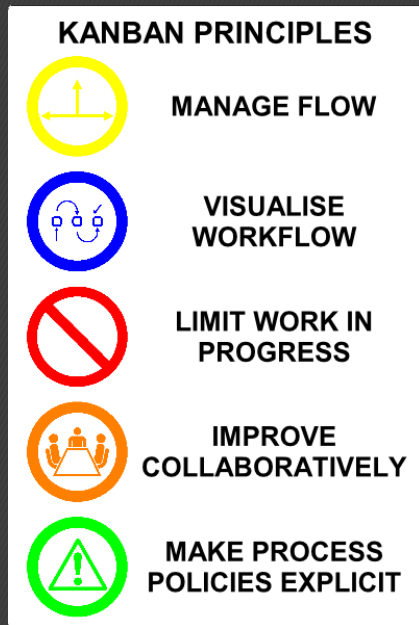 KANBAN PRINCIPLES
MANAGE FLOW
VISUALISE
WORKFLOW
LIMIT WORK IN
PROGRESS
IMPROVE
COLLABORATIVELY
MAKE PROCESS
POLICIES EXPLICIT